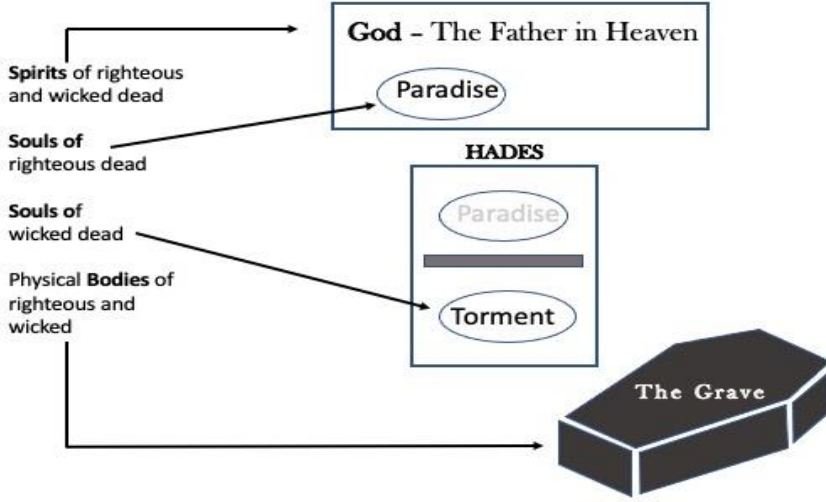 God – The Father in Heaven
Spirits of righteous
and wicked dead
Paradise
Souls of
righteous dead
HADES
Souls of
wicked dead
Paradise
Physical Bodies of
righteous and
wicked
Torment
The Grave